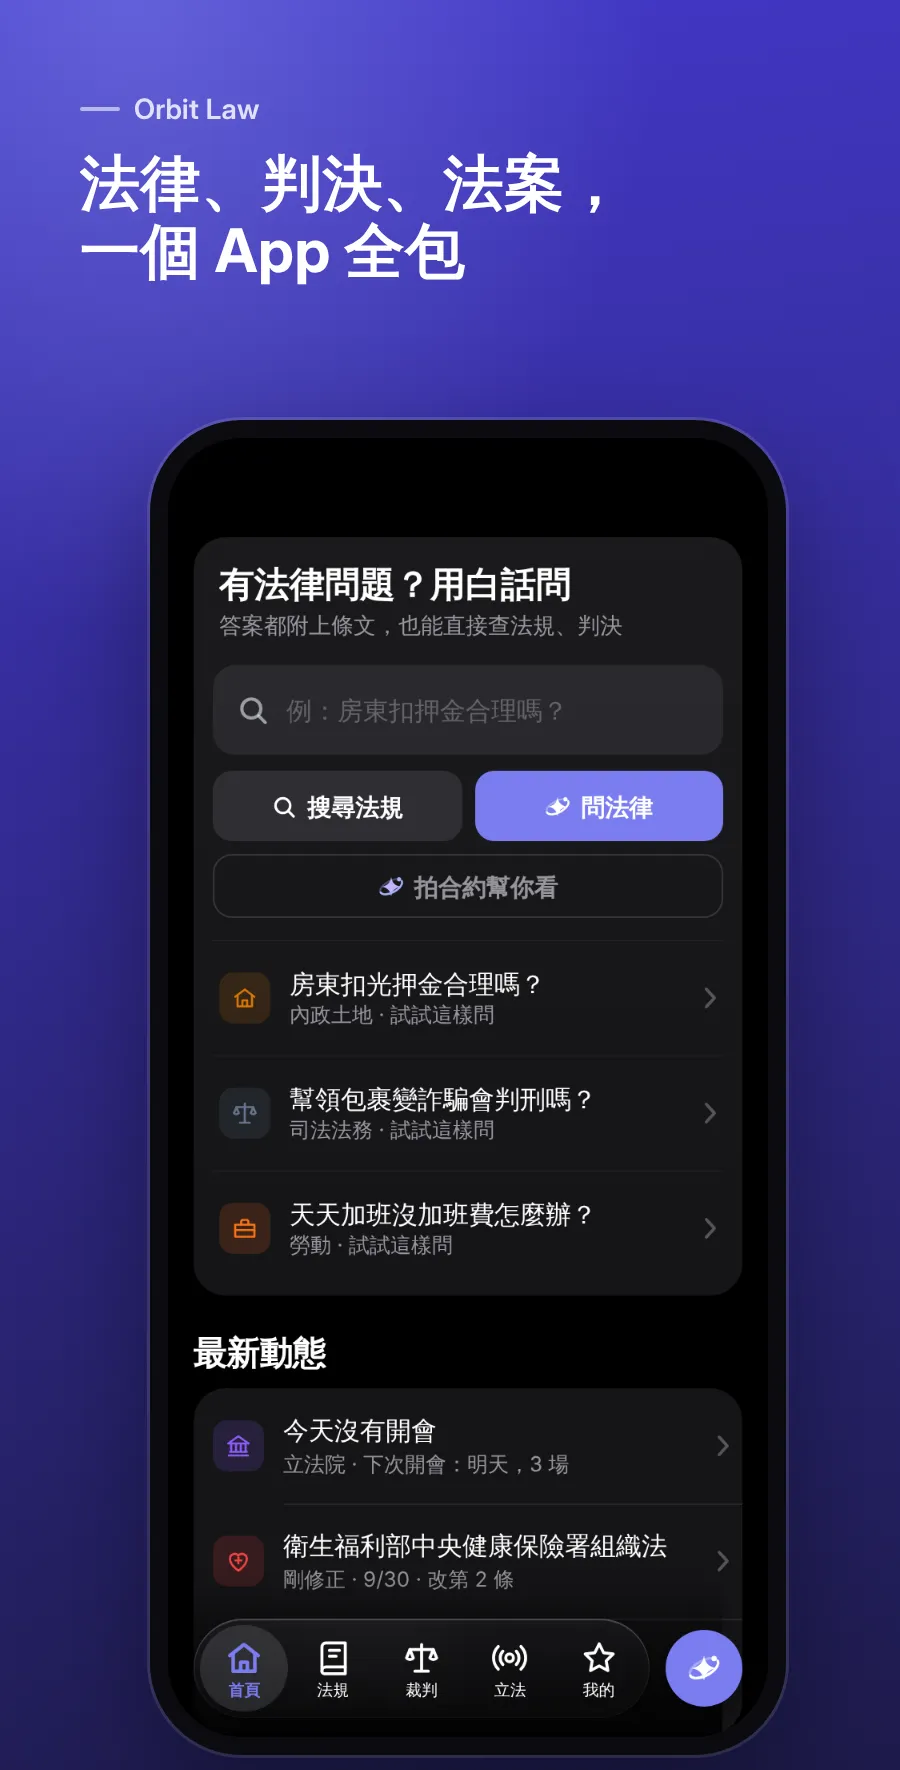 Orbit Law
法律、判決、法案，
一個 App 全包
有法律問題？用白話問
答案都附上條文，也能直接查法規、判決
例：房東扣押金合理嗎？
搜尋法規
問法律
拍合約幫你看
房東扣光押金合理嗎？
內政土地 · 試試這樣問
幫領包裹變詐騙會判刑嗎？
司法法務 · 試試這樣問
天天加班沒加班費怎麼辦？
勞動 · 試試這樣問
最新動態
今天沒有開會
立法院 · 下次開會：明天，3 場
衛生福利部中央健康保險署組織法
剛修正 · 9/30 · 改第 2 條
首頁
法規
裁判
立法
我的